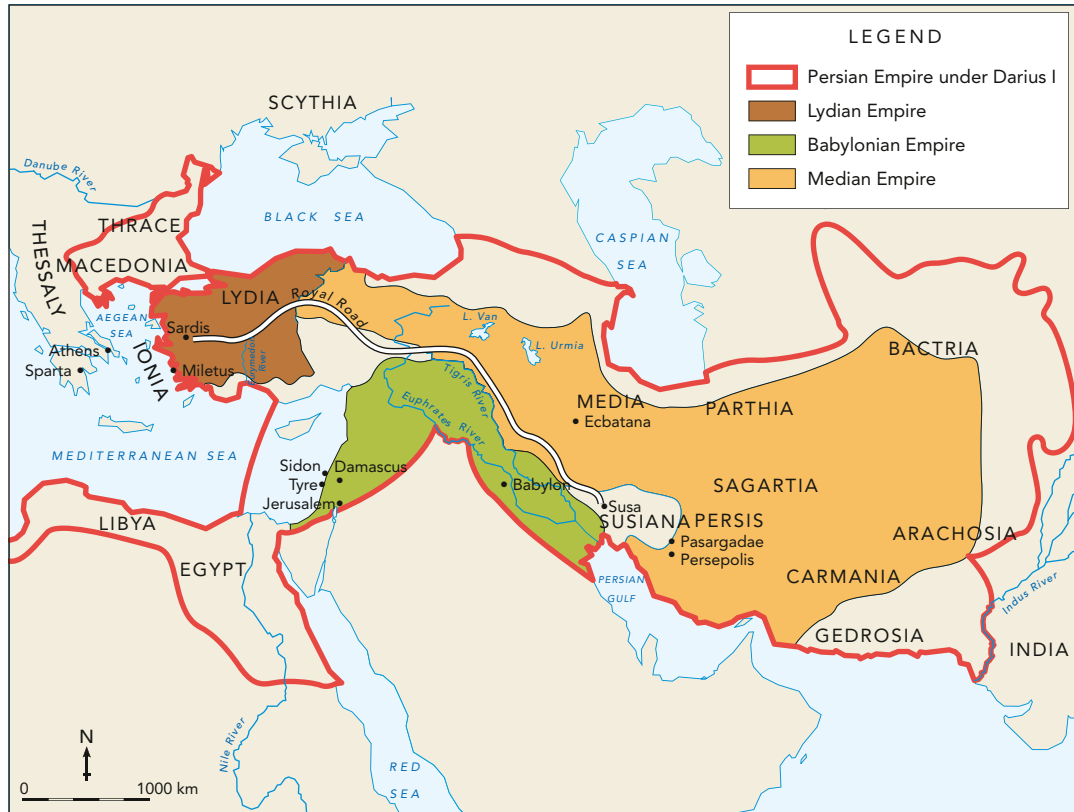 LEGEND
Persian Empire under Darius I
Lydian Empire
Babylonian Empire
Median Empire
SCYTHIA
Danube River
BLACK SEA
THRACE
THESSALY
MACEDONIA
CASPIAN
SEA
LYDIA
Royal Road
AEGEAN
SEA
Sardis
L. Van
L. Urmia
Athens
Sparta
IONIA
Miletus
Eurymedon
River
BACTRIA
Tigris River
Euphrates River
MEDIA
Ecbatana
PARTHIA
MEDITERRANEAN SEA
Sidon
Damascus
Tyre
Jerusalem
Babylon
SAGARTIA
Susa
SUSIANA
PERSIS
LIBYA
Pasargadae
Persepolis
ARACHOSIA
EGYPT
PERSIAN
GULF
CARMANIA
Indus River
GEDROSIA
INDIA
Nile River
N
RED
SEA
0 1000 km